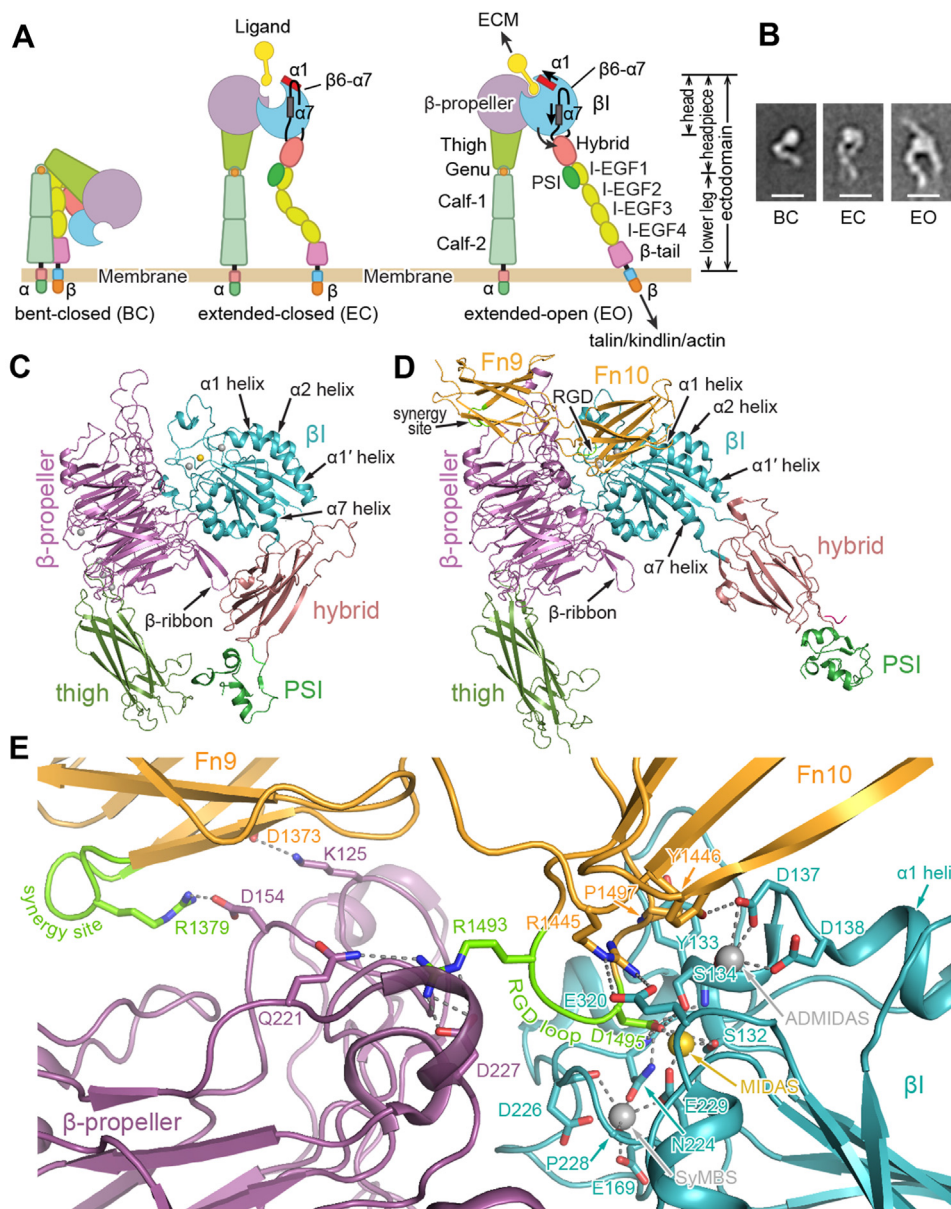 A
Ligand
α1
β6-α7
α7
ECM
α1
β6-α7
β-propeller
βI
α7
Thigh
Hybrid
Genu
PSI
I-EGF1
I-EGF2
Calf-1
I-EGF3
I-EGF4
Calf-2
β-tail
Membrane
Membrane
α
β
α
β
α
β
bent-closed (BC)
extended-closed (EC)
extended-open (EO)
talin/kindlin/actin
head
headpiece
lower leg
ectodomain
B
BC
EC
EO
C
α1 helix
α2 helix
βI
α1′ helix
α7 helix
β-propeller
hybrid
β-ribbon
thigh
PSI
D
Fn9
Fn10
α1 helix
RGD
α2 helix
synergy
site
βI
α1′ helix
β-propeller
α7 helix
hybrid
β-ribbon
thigh
PSI
E
Fn9
Fn10
D1373
K125
Y1446
D137
α1 heli
synergy site
D154
P1497
R1379
R1493
R1445
Y133
D138
S134
RGD loop
E320
ADMIDAS
Q221
D1495
S132
D227
MIDAS
βI
D226
E229
β-propeller
N224
P228
SyMBS
E169